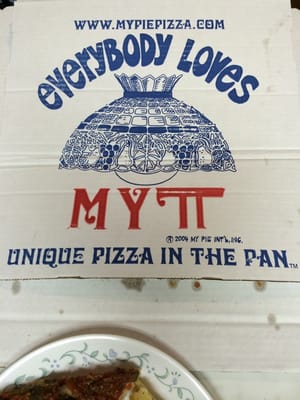 WWW.MYPIEPIZZA.COM
everybody Loves
MY π
© 2004 MY PIE INT'L, INC.
UNIQUE PIZZA IN THE PAN™